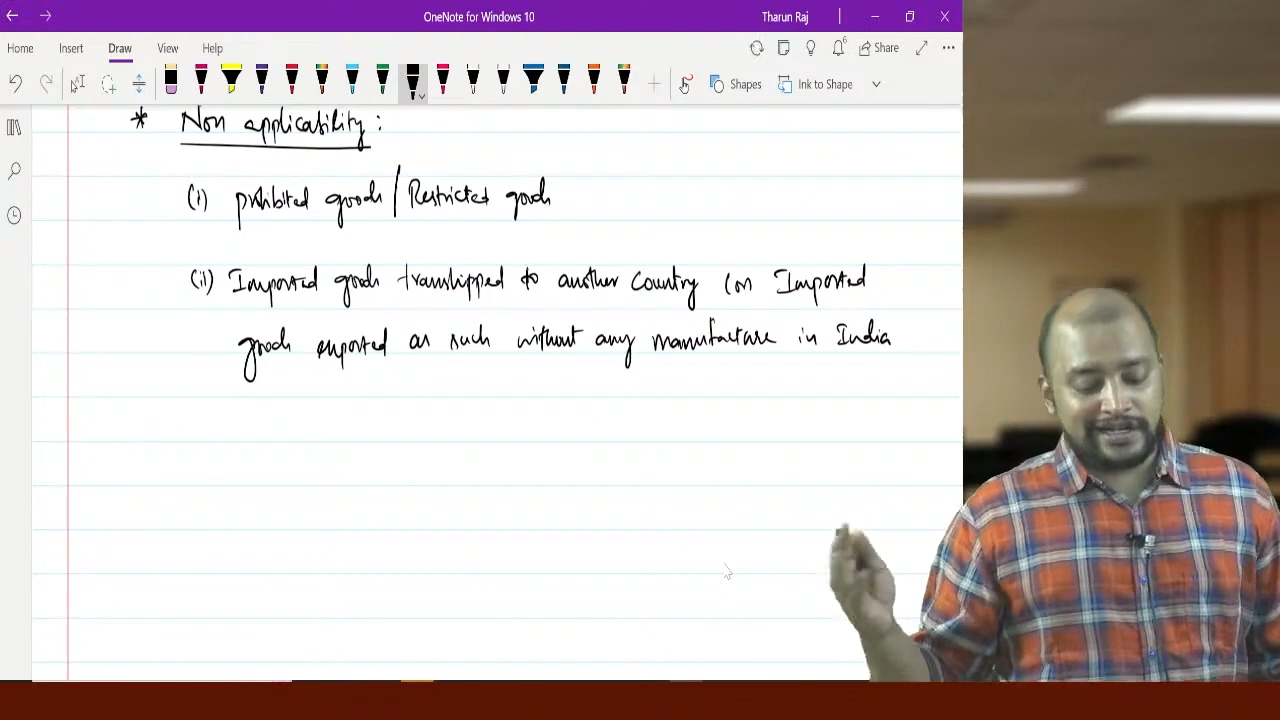 OneNote for Windows 10
Tharun Raj
Home Insert Draw View Help
6 Share
Shapes Ink to Shape
* Non applicability :
(i) prohibited goods / Restricted goods
(ii) Imported goods transhipped to another country (or Imported
goods exported as such without any manufacture in India